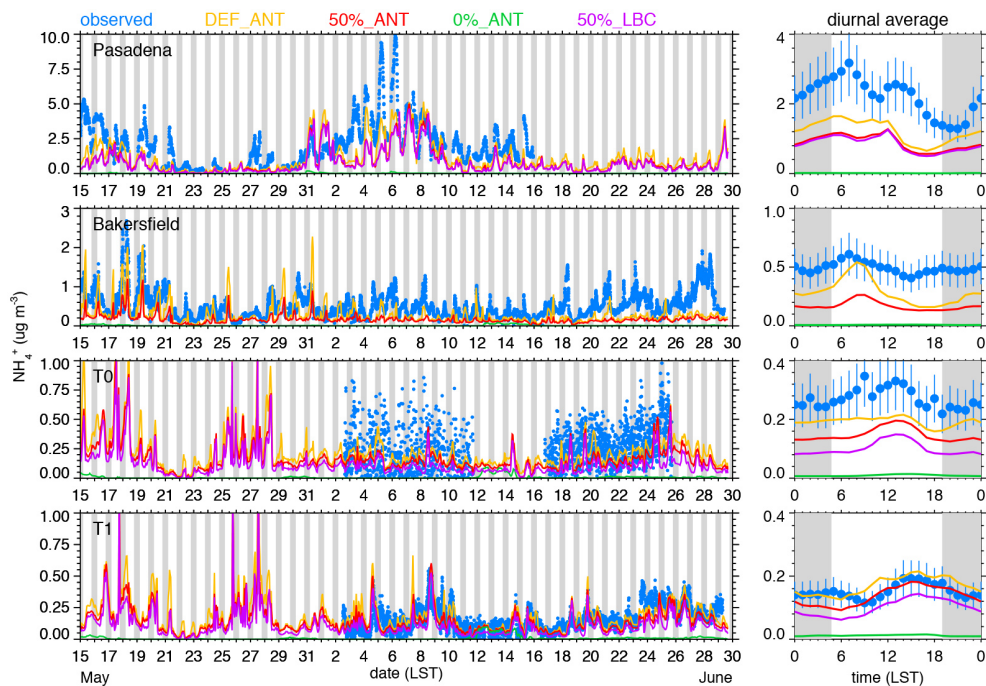 observed DEF_ANT 50%_ANT 0%_ANT 50%_LBC diurnal average
Pasadena
10.0
7.5
5.0
2.5
0.0
15 17 19 21 23 25 27 29 31 2 4 6 8 10 12 14 16 18 20 22 24 26 28 30
4
2
0
0 6 12 18 0
Bakersfield
3
2
1
0
15 17 19 21 23 25 27 29 31 2 4 6 8 10 12 14 16 18 20 22 24 26 28 30
1.0
0.5
0.0
0 6 12 18 0
NH₄⁺ (ug m⁻³)
T0
1.00
0.75
0.50
0.25
0.00
15 17 19 21 23 25 27 29 31 2 4 6 8 10 12 14 16 18 20 22 24 26 28 30
0.4
0.2
0.0
0 6 12 18 0
T1
1.00
0.75
0.50
0.25
0.00
15 17 19 21 23 25 27 29 31 2 4 6 8 10 12 14 16 18 20 22 24 26 28 30
May date (LST) June
0.4
0.2
0.0
0 6 12 18 0
time (LST)